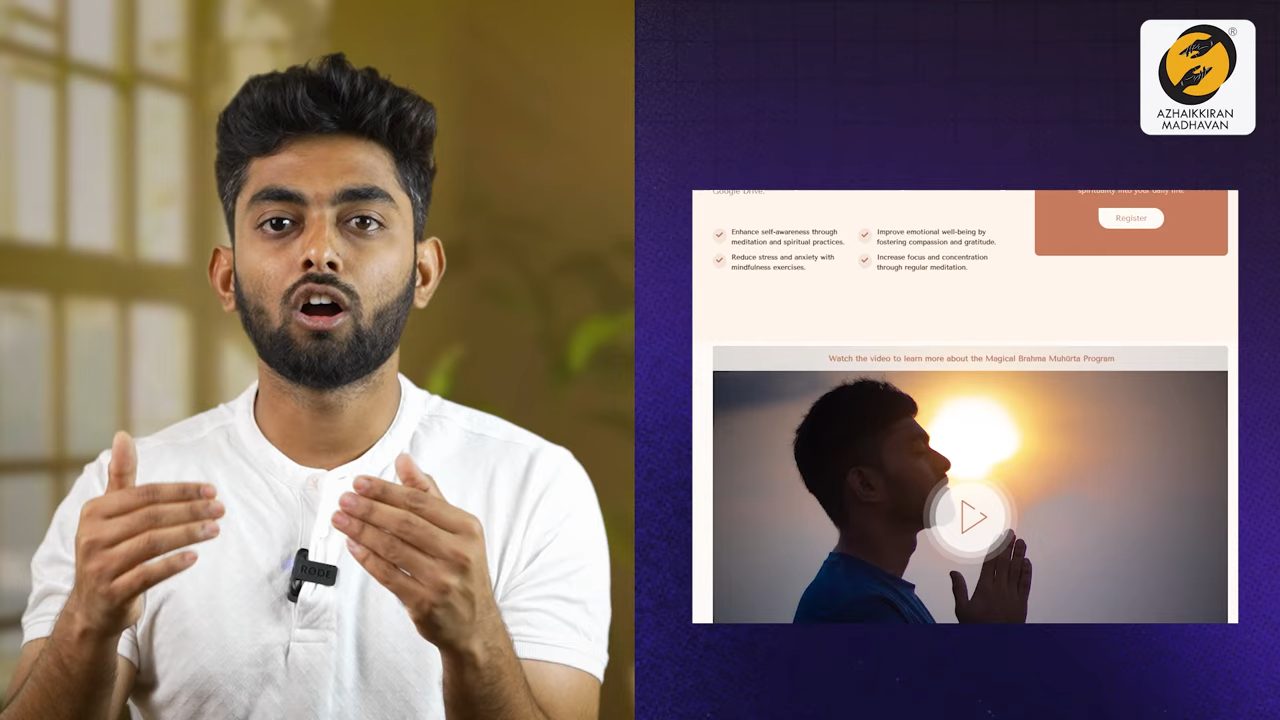 RØDE
®
AZHAIKKIRAN
MADHAVAN
Google Drive.
Enhance self-awareness through
meditation and spiritual practices.
Reduce stress and anxiety with
mindfulness exercises.
Improve emotional well-being by
fostering compassion and gratitude.
Increase focus and concentration
through regular meditation.
spirituality into your daily life.
Register
Watch the video to learn more about the Magical Brahma Muhūrta Program